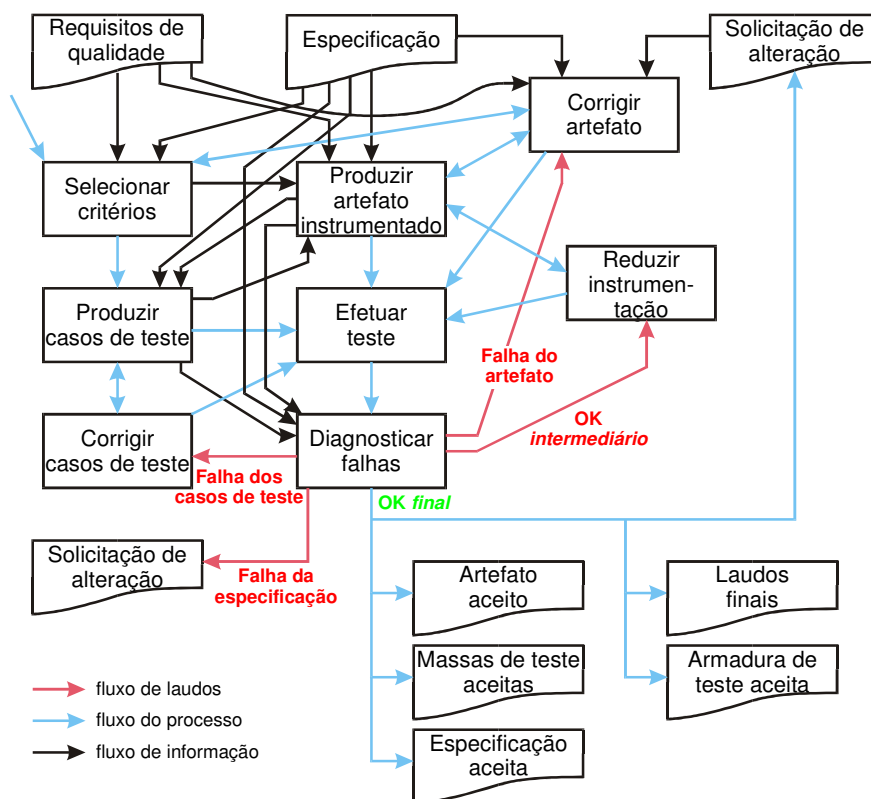 Requisitos de
qualidade
Especificação
Solicitação de
alteração
Corrigir
artefato
Selecionar
critérios
Produzir
artefato
instrumentado
Reduzir
instrumen-
tação
Produzir
casos de teste
Efetuar
teste
Falha do
artefato
OK
intermediário
Corrigir
casos de teste
Diagnosticar
falhas
Falha dos
casos de teste
OK final
Solicitação de
alteração
Falha da
especificação
Artefato
aceito
Laudos
finais
Massas de teste
aceitas
Armadura de
teste aceita
Especificação
aceita
fluxo de laudos
fluxo do processo
fluxo de informação